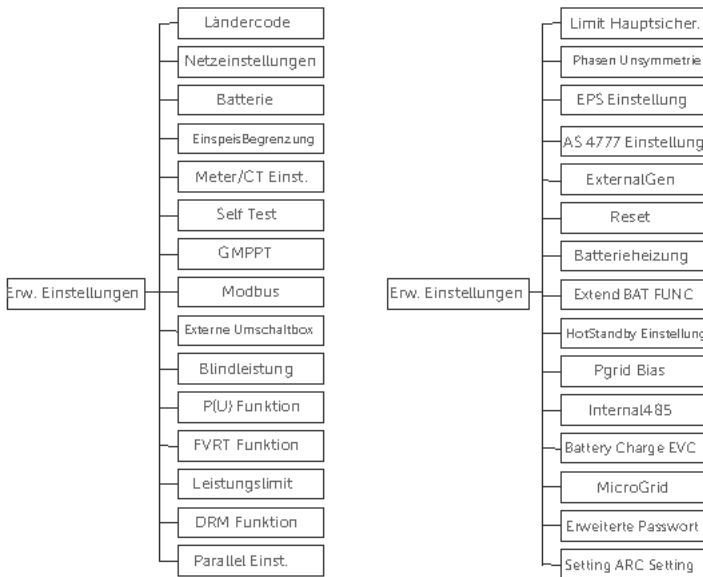 Erw. Einstellungen
Ländercode
Netzeinstellungen
Batterie
EinspeisBegrenzung
Meter/CT Einst.
Self Test
GMPPT
Modbus
Externe Umschaltbox
Blindleistung
P(U) Funktion
FVRT Funktion
Leistungslimit
DRM Funktion
Parallel Einst.
Erw. Einstellungen
Limit Hauptsicher.
Phasen Unsymmetrie
EPS Einstellung
AS 4777 Einstellung
ExternalGen
Reset
Batterieheizung
Extend BAT FUNC
HotStandby Einstellung
Pgrid Bias
Internal485
Battery Charge EVC
MicroGrid
Erweiterte Passwort
Setting ARC Setting